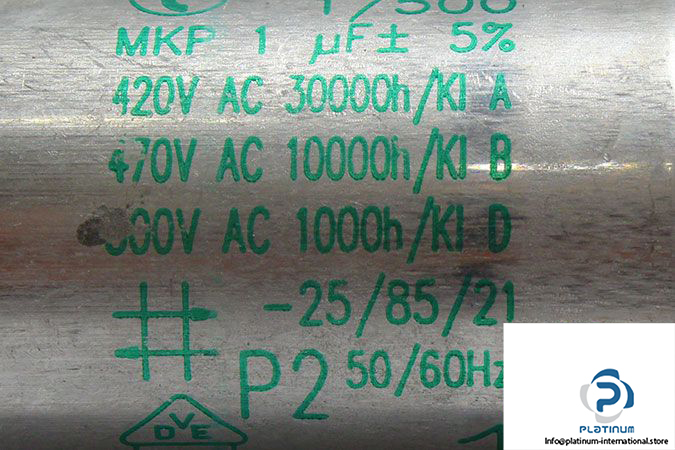 MKP 1 µF± 5%
420V AC 30000h/Kl A
470V AC 10000h/Kl B
AC 1000h/Kl D
-25/85/21
P2 50/60Hz
DVE
PLATINUM
Info@platinum-international.store